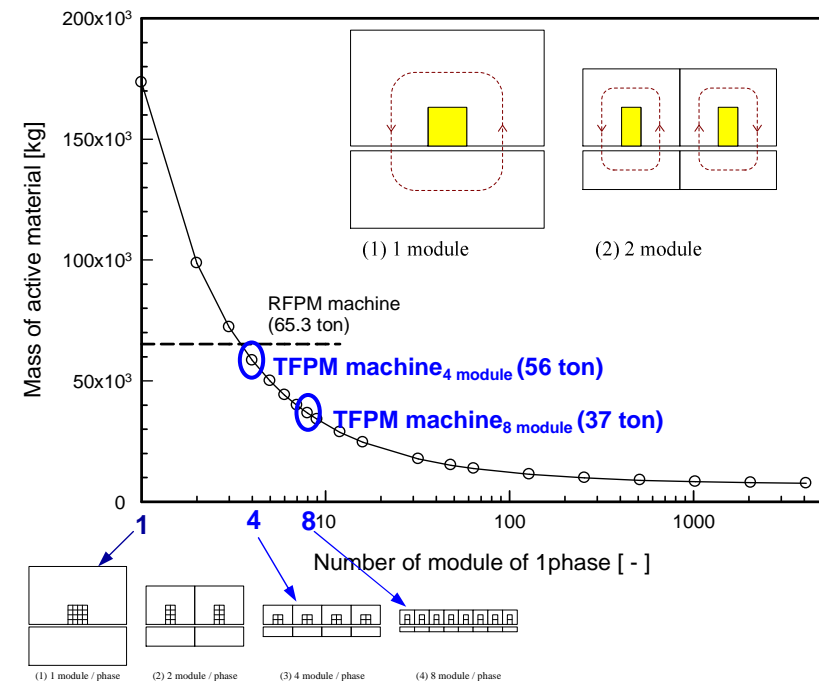 200x10³
150x10³
100x10³
50x10³
0
Mass of active material [kg]
(1) 1 module
(2) 2 module
RFPM machine
(65.3 ton)
TFPM machine4 module (56 ton)
TFPM machine8 module (37 ton)
1
4
8
10
100
1000
Number of module of 1phase [ - ]
(1) 1 module / phase
(2) 2 module / phase
(3) 4 module / phase
(4) 8 module / phase